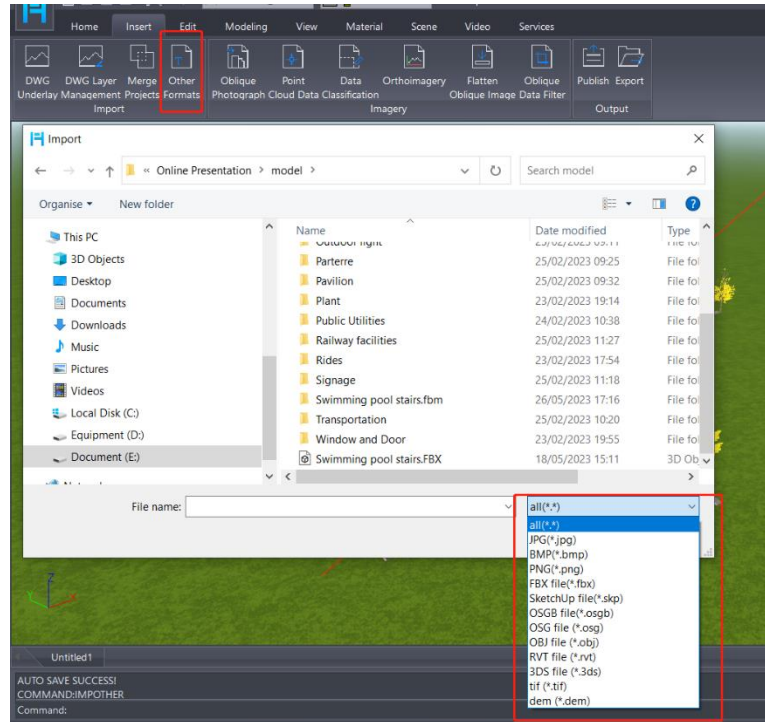 Home Insert Edit Modeling View Material Scene Video Services
DWG Underlay
DWG Layer Management
Merge Projects
Other Formats
Oblique Photograph
Point Cloud Data
Data Classification
Orthoimagery
Flatten Oblique Image
Oblique Data Filter
Publish
Export
Import Imagery Output
Import
« Online Presentation > model >
Search model
Organise New folder
This PC
3D Objects
Desktop
Documents
Downloads
Music
Pictures
Videos
Local Disk (C:)
Equipment (D:)
Document (E:)
Name Date modified Type
Parterre 25/02/2023 09:25 File fol
Pavilion 25/02/2023 09:32 File fol
Plant 23/02/2023 19:14 File fol
Public Utilities 24/02/2023 10:38 File fol
Railway facilities 25/02/2023 11:27 File fol
Rides 23/02/2023 17:54 File fol
Signage 25/02/2023 11:18 File fol
Swimming pool stairs.fbm 26/05/2023 17:16 File fol
Transportation 25/02/2023 10:20 File fol
Window and Door 23/02/2023 19:55 File fol
Swimming pool stairs.FBX 18/05/2023 15:11 3D Ob
File name:
all(*.*)
all(*.*)
JPG(*.jpg)
BMP(*.bmp)
PNG(*.png)
FBX file(*.fbx)
SketchUp file(*.skp)
OSGB file(*.osgb)
OSG file (*.osg)
OBJ file (*.obj)
RVT file (*.rvt)
3DS file (*.3ds)
tif (*.tif)
dem (*.dem)
Z
Y X
Untitled1
AUTO SAVE SUCCESS!
COMMAND:IMPOTHER
Command: